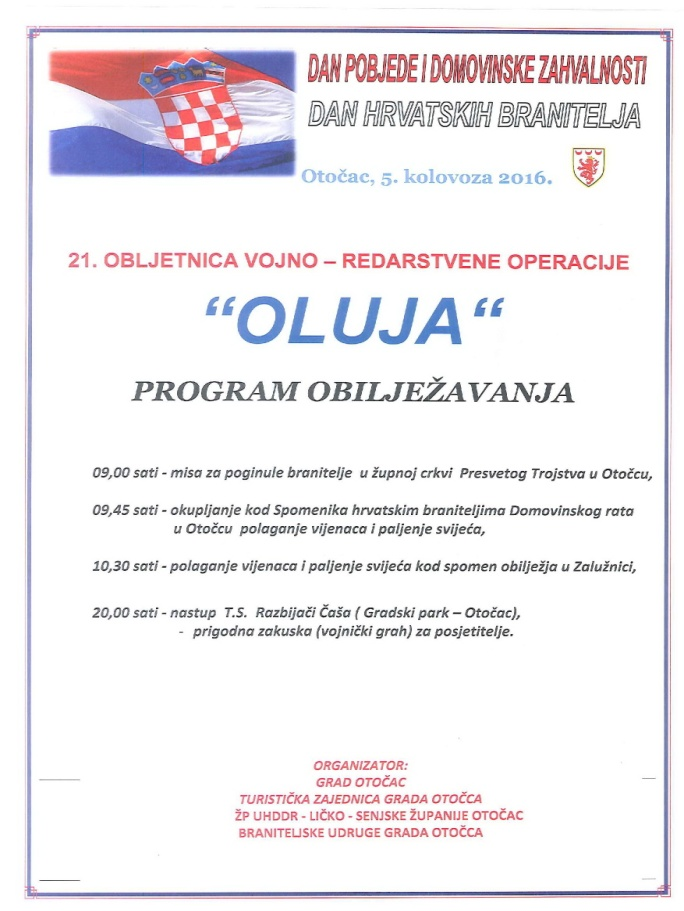 DAN POBJEDE I DOMOVINSKE ZAHVALNOSTI
DAN HRVATSKIH BRANITELJA
Otočac, 5. kolovoza 2016.
21. OBLJETNICA VOJNO – REDARSTVENE OPERACIJE
“OLUJA“
PROGRAM OBILJEŽAVANJA
09,00 sati - misa za poginule branitelje u župnoj crkvi Presvetog Trojstva u Otočcu,
09,45 sati - okupljanje kod Spomenika hrvatskim braniteljima Domovinskog rata
u Otočcu polaganje vijenaca i paljenje svijeća,
10,30 sati - polaganje vijenaca i paljenje svijeća kod spomen obilježja u Zalužnici,
20,00 sati - nastup T.S. Razbijači Čaša ( Gradski park – Otočac),
- prigodna zakuska (vojnički grah) za posjetitelje.
ORGANIZATOR:
GRAD OTOČAC
TURISTIČKA ZAJEDNICA GRADA OTOČCA
ŽP UHDDR - LIČKO - SENJSKE ŽUPANIJE OTOČAC
BRANITELJSKE UDRUGE GRADA OTOČCA